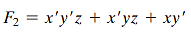 F₂ = x'y'z + x'yz + xy'